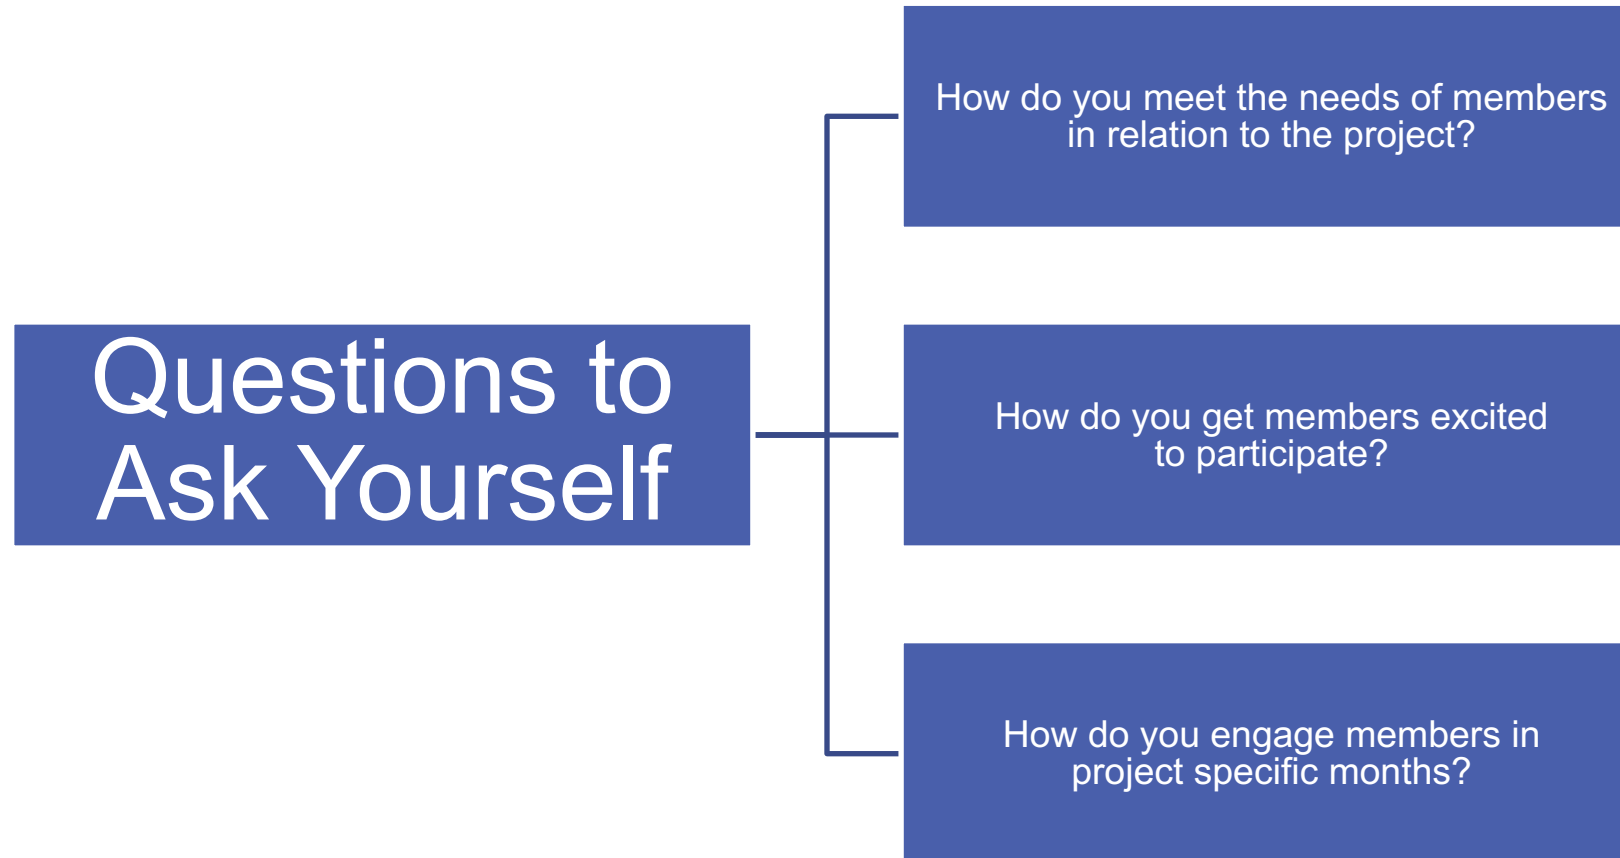 Questions to
Ask Yourself
How do you meet the needs of members
in relation to the project?
How do you get members excited
to participate?
How do you engage members in
project specific months?